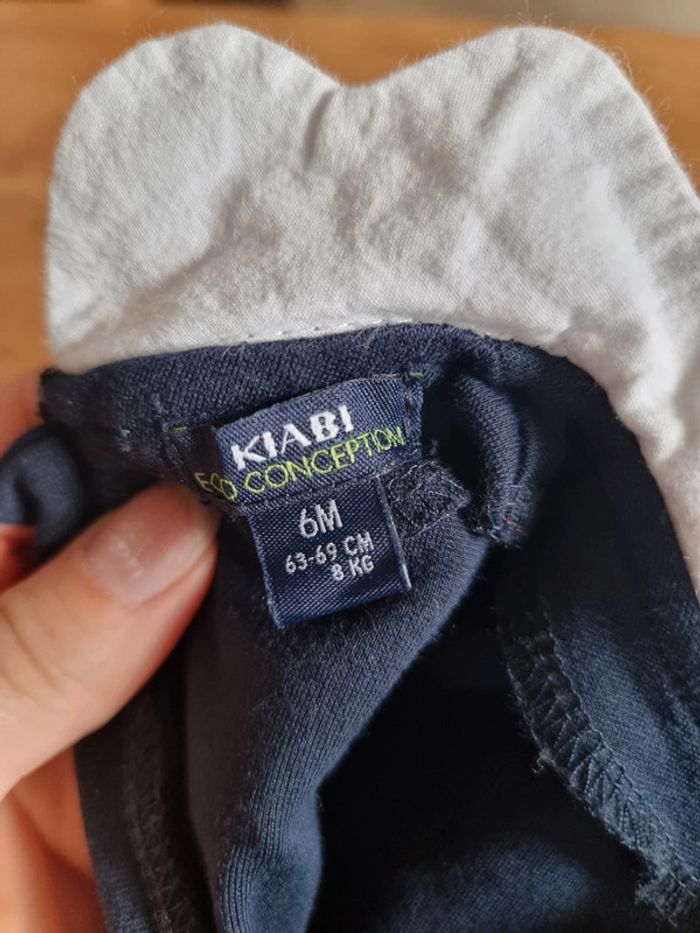 KIABI
ECO CONCEPTION
6M
63-69 CM
8 KG